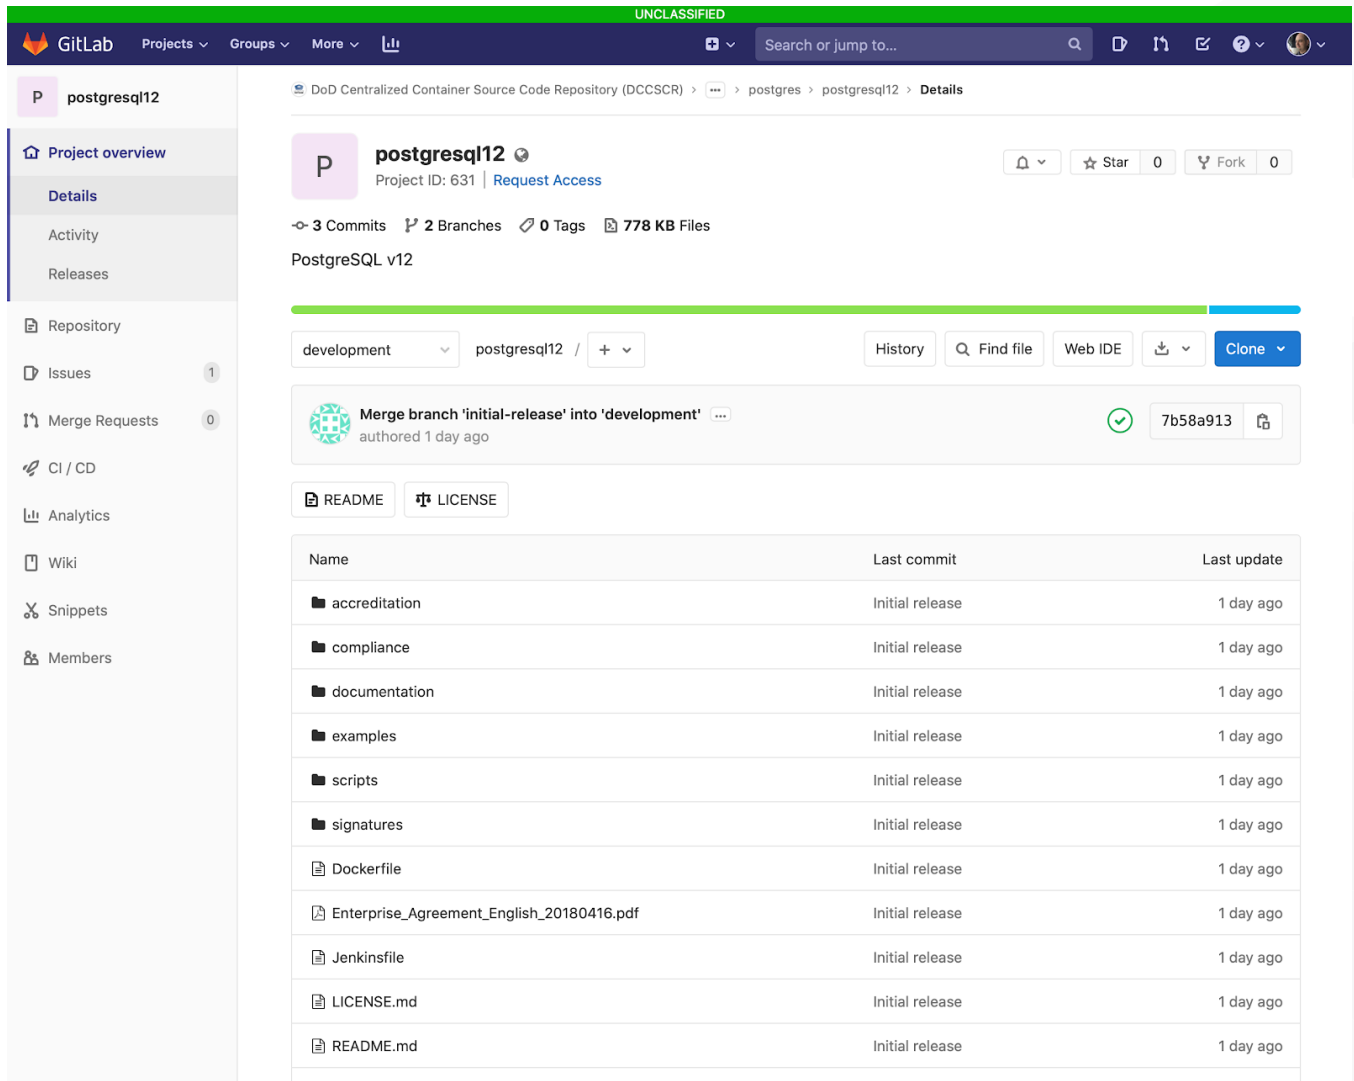 UNCLASSIFIED
GitLab Projects Groups More Search or jump to...
P postgresql12
Project overview
Details
Activity
Releases
Repository
Issues 1
Merge Requests 0
CI / CD
Analytics
Wiki
Snippets
Members
DoD Centralized Container Source Code Repository (DCCSCR) > ... > postgres > postgresql12 > Details
P
postgresql12
Project ID: 631 | Request Access
Star 0 Fork 0
3 Commits 2 Branches 0 Tags 778 KB Files
PostgreSQL v12
development postgresql12 / + History Find file Web IDE Clone
Merge branch 'initial-release' into 'development' ...
authored 1 day ago
7b58a913
README LICENSE
Name Last commit Last update
accreditation Initial release 1 day ago
compliance Initial release 1 day ago
documentation Initial release 1 day ago
examples Initial release 1 day ago
scripts Initial release 1 day ago
signatures Initial release 1 day ago
Dockerfile Initial release 1 day ago
Enterprise_Agreement_English_20180416.pdf Initial release 1 day ago
Jenkinsfile Initial release 1 day ago
LICENSE.md Initial release 1 day ago
README.md Initial release 1 day ago